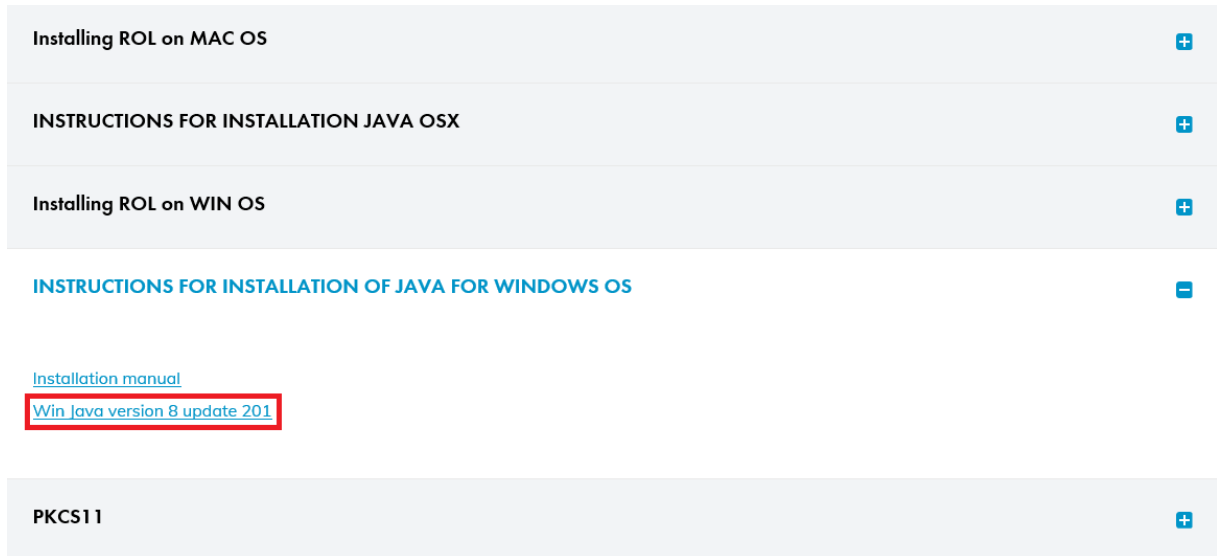 Installing ROL on MAC OS
INSTRUCTIONS FOR INSTALLATION JAVA OSX
Installing ROL on WIN OS
INSTRUCTIONS FOR INSTALLATION OF JAVA FOR WINDOWS OS
Installation manual
Win Java version 8 update 201
PKCS11